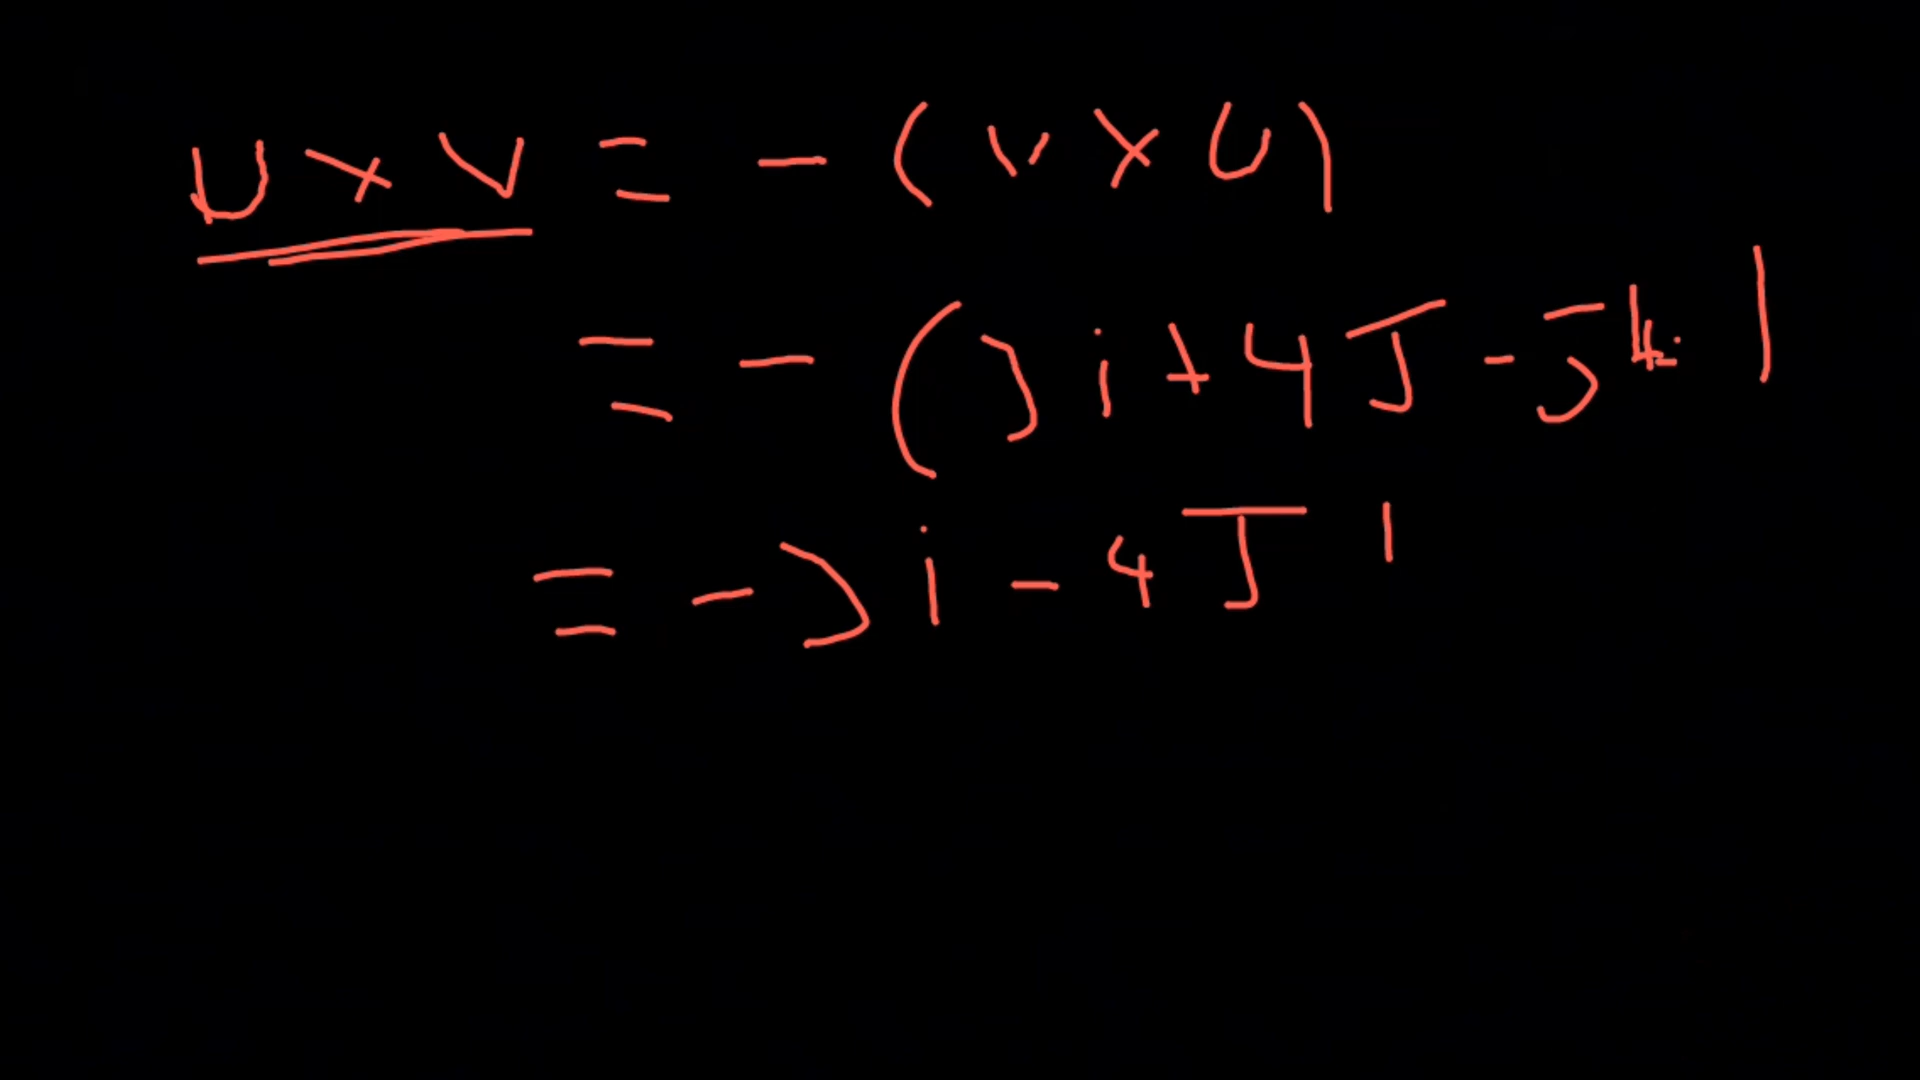 U × V = - (V × U)
= - (3i + 4J - 5k)
= - 3i - 4J